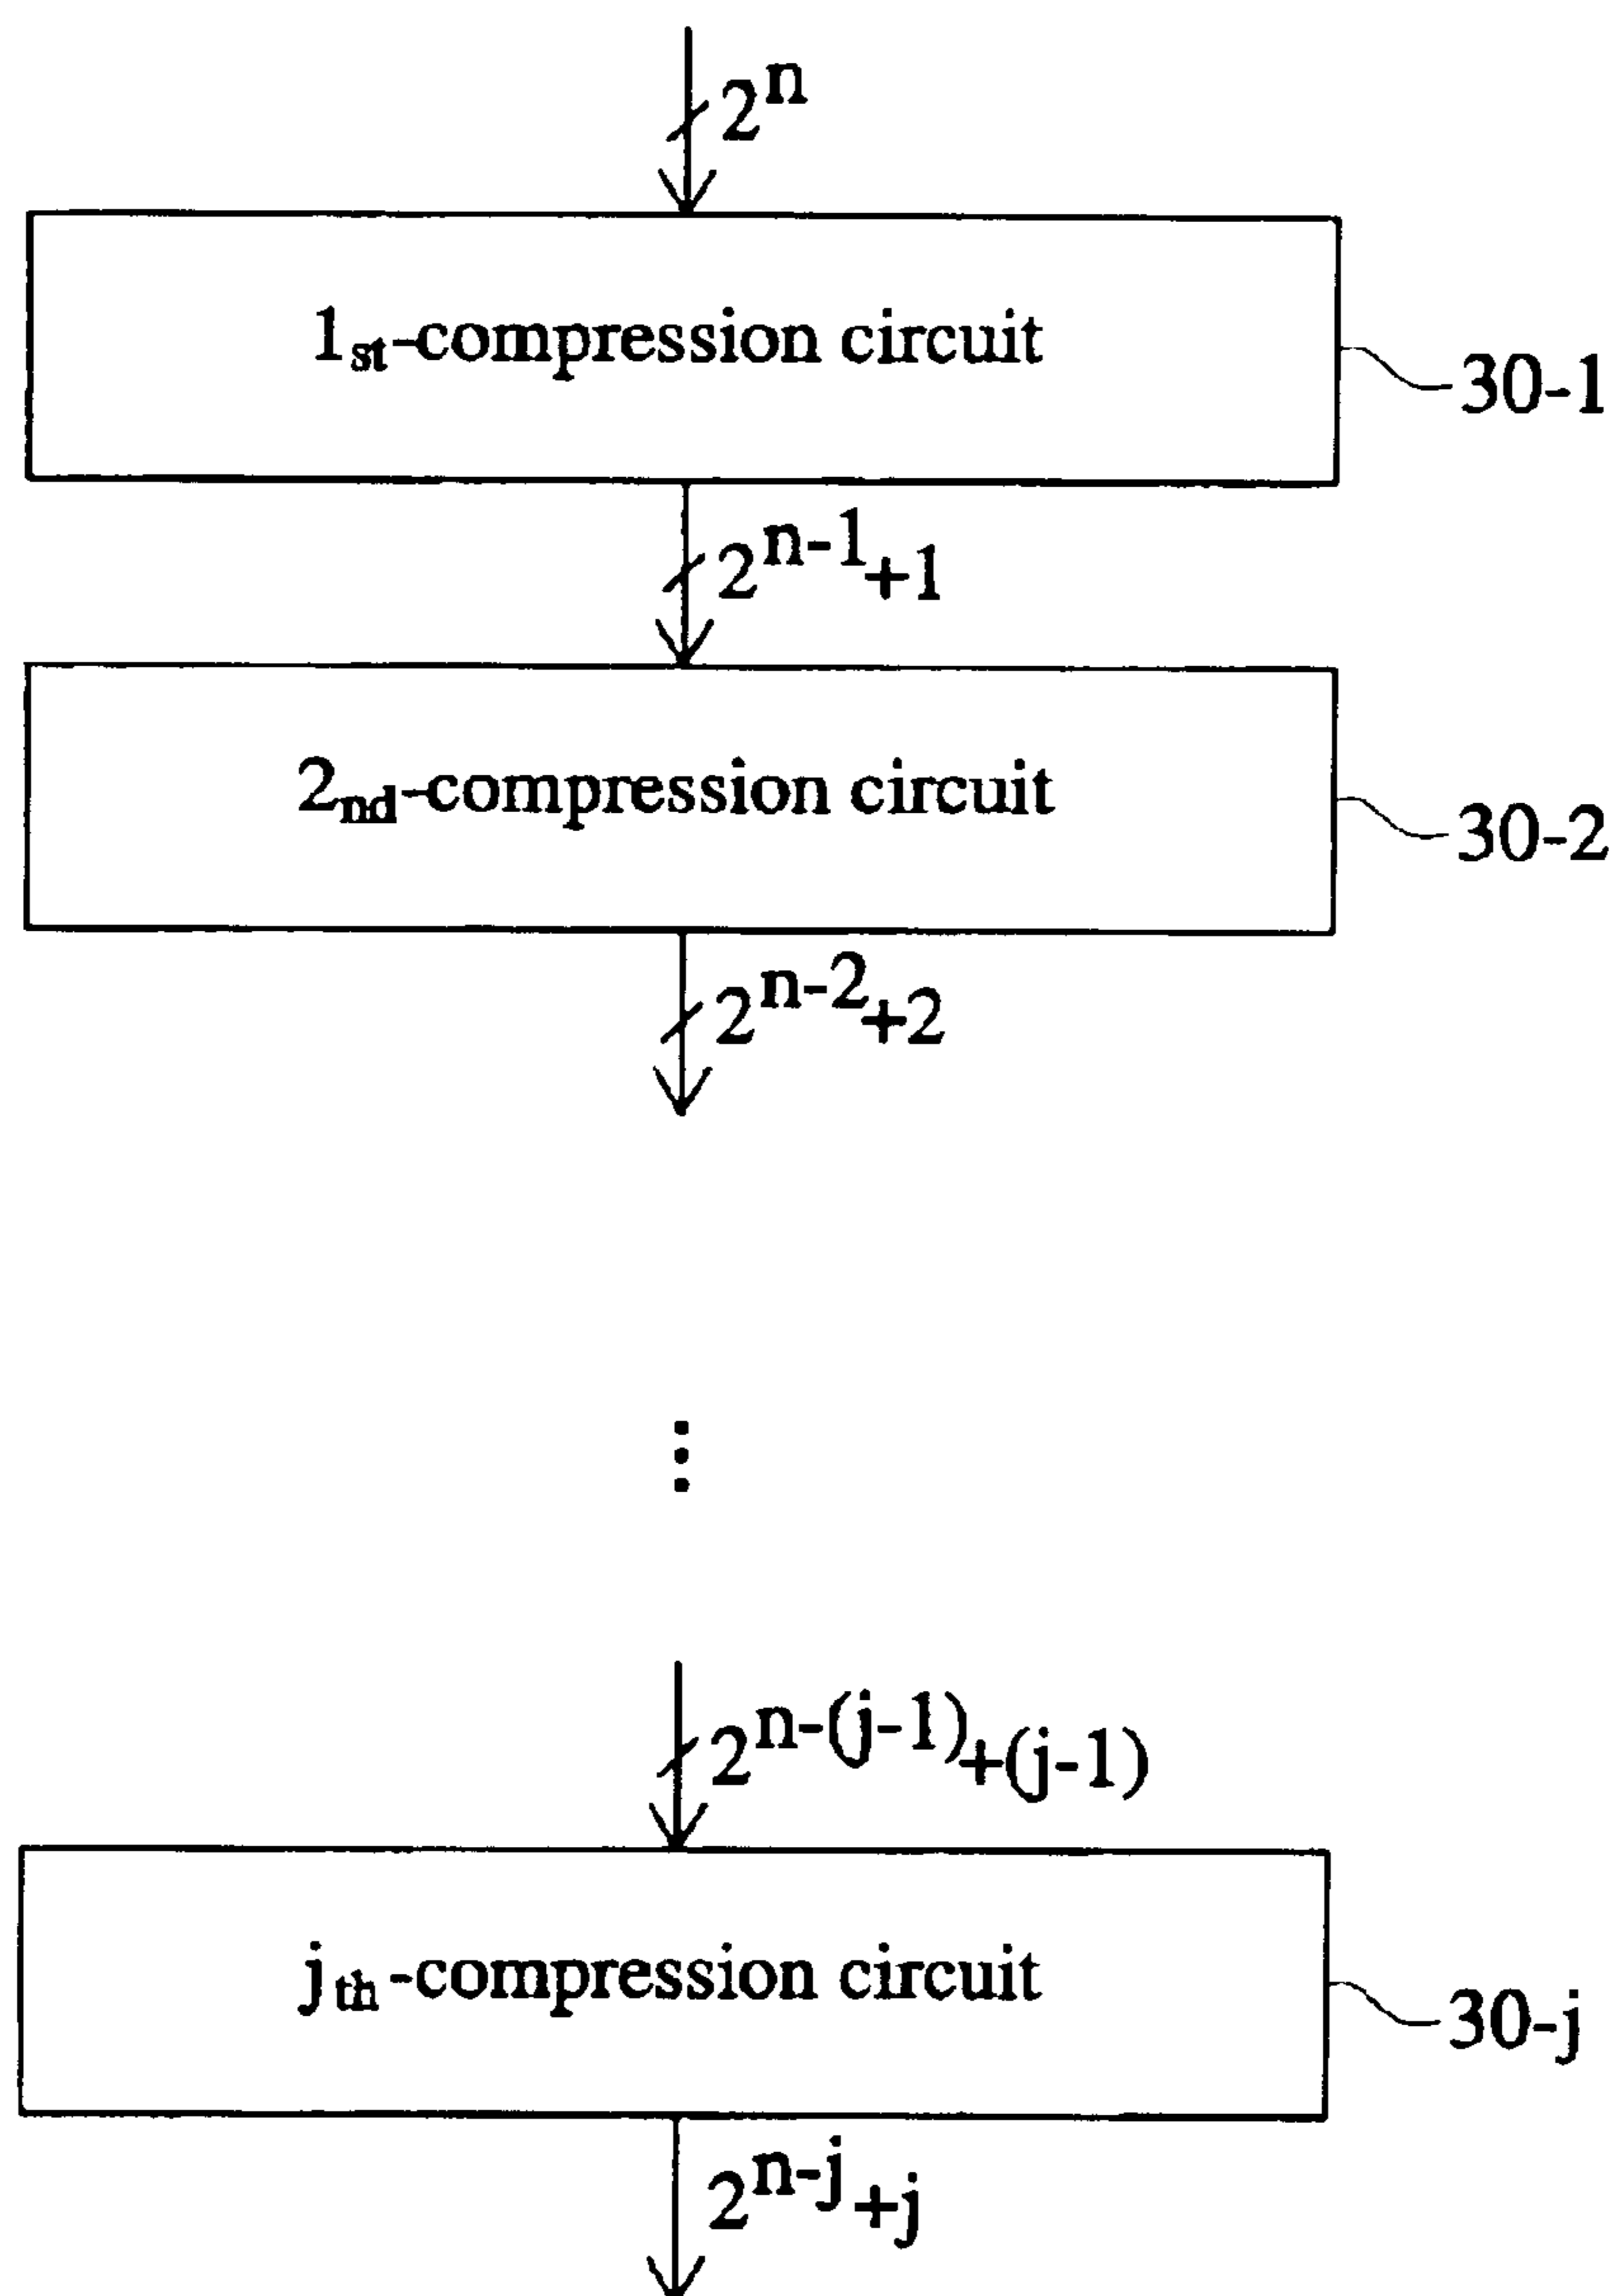 2^n
1st-compression circuit
30-1
2^n-1+1
2nd-compression circuit
30-2
2^n-2+2
2^n-(j-1)+(j-1)
jth-compression circuit
30-j
2^n-j+j